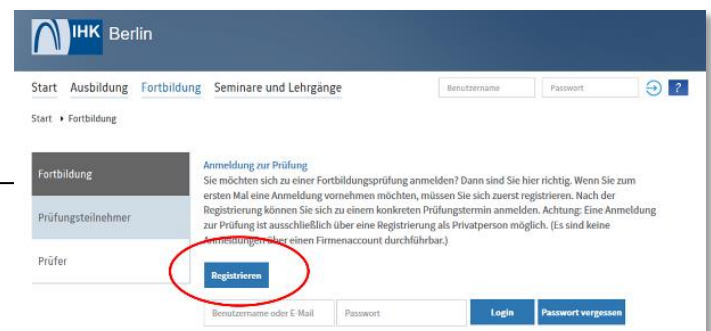 IHK Berlin
Start Ausbildung Fortbildung Seminare und Lehrgänge Benutzername Passwort ?
Start ▸ Fortbildung
Fortbildung
Prüfungsteilnehmer
Prüfer
Anmeldung zur Prüfung
Sie möchten sich zu einer Fortbildungsprüfung anmelden? Dann sind Sie hier richtig. Wenn Sie zum
ersten Mal eine Anmeldung vornehmen möchten, müssen Sie sich zuerst registrieren. Nach der
Registrierung können Sie sich zu einem konkreten Prüfungstermin anmelden. Achtung: Eine Anmeldung
zur Prüfung ist ausschließlich über eine Registrierung als Privatperson möglich. (Es sind keine
Anmeldungen über einen Firmenaccount durchführbar.)
Registrieren
Benutzername oder E-Mail Passwort Login Passwort vergessen